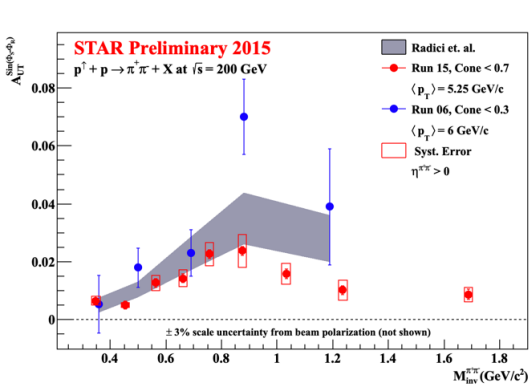 STAR Preliminary 2015
p↑ + p → π+π- + X at √s = 200 GeV
Radici et. al.
Run 15, Cone < 0.7
⟨p_T⟩ = 5.25 GeV/c
Run 06, Cone < 0.3
⟨p_T⟩ = 6 GeV/c
Syst. Error
η^π+π- > 0
A_UT^Sin(Φ_S-Φ_R)
0.08
0.06
0.04
0.02
0
± 3% scale uncertainty from beam polarization (not shown)
0.4 0.6 0.8 1 1.2 1.4 1.6 1.8
M_inv^π+π- (GeV/c²)